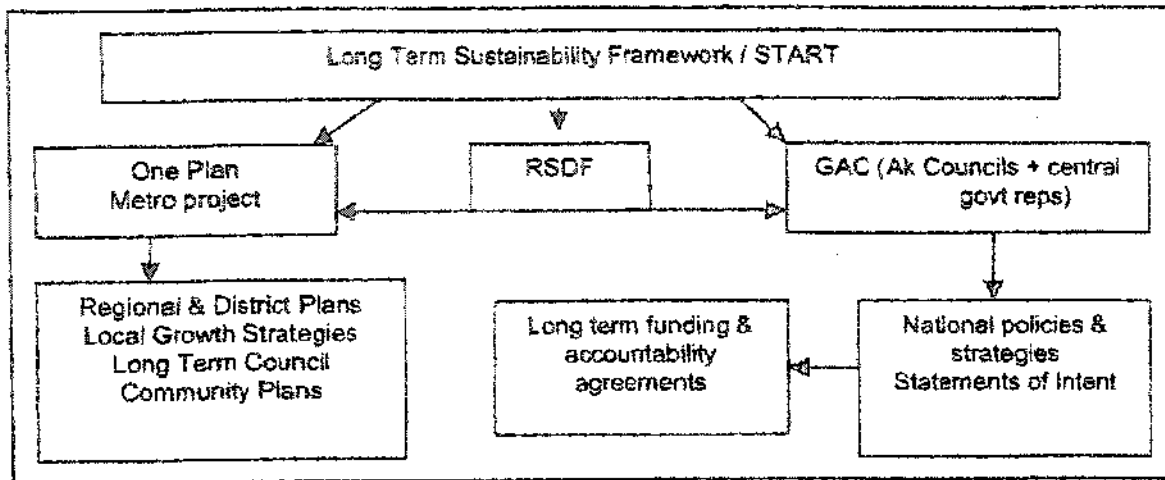 Long Term Sustainability Framework / START
One Plan
Metro project
RSDF
GAC (Ak Councils + central
govt reps)
Regional & District Plans
Local Growth Strategies
Long Term Council
Community Plans
Long term funding &
accountability
agreements
National policies &
strategies
Statements of Intent